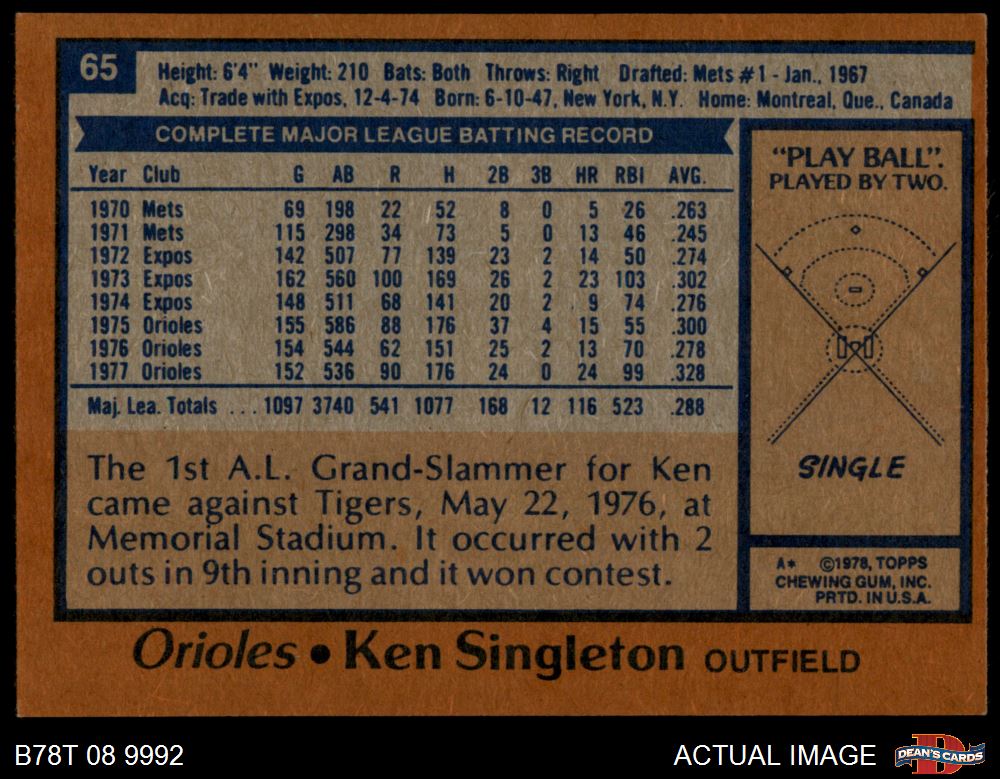 65
Height: 6'4" Weight: 210 Bats: Both Throws: Right Drafted: Mets #1 - Jan., 1967
Acq: Trade with Expos, 12-4-74 Born: 6-10-47, New York, N.Y. Home: Montreal, Que., Canada
COMPLETE MAJOR LEAGUE BATTING RECORD
Year Club G AB R H 2B 3B HR RBI AVG.
1970 Mets 69 198 22 52 8 0 5 26 .263
1971 Mets 115 298 34 73 5 0 13 46 .245
1972 Expos 142 507 77 139 23 2 14 50 .274
1973 Expos 162 560 100 169 26 2 23 103 .302
1974 Expos 148 511 68 141 20 2 9 74 .276
1975 Orioles 155 586 88 176 37 4 15 55 .300
1976 Orioles 154 544 62 151 25 2 13 70 .278
1977 Orioles 152 536 90 176 24 0 24 99 .328
Maj. Lea. Totals ... 1097 3740 541 1077 168 12 116 523 .288
The 1st A.L. Grand-Slammer for Ken
came against Tigers, May 22, 1976, at
Memorial Stadium. It occurred with 2
outs in 9th inning and it won contest.
"PLAY BALL".
PLAYED BY TWO.
SINGLE
A* ©1978, TOPPS
CHEWING GUM, INC.
PRTD. IN U.S.A.
Orioles • Ken Singleton OUTFIELD
B78T 08 9992
ACTUAL IMAGE
DEAN'S CARDS